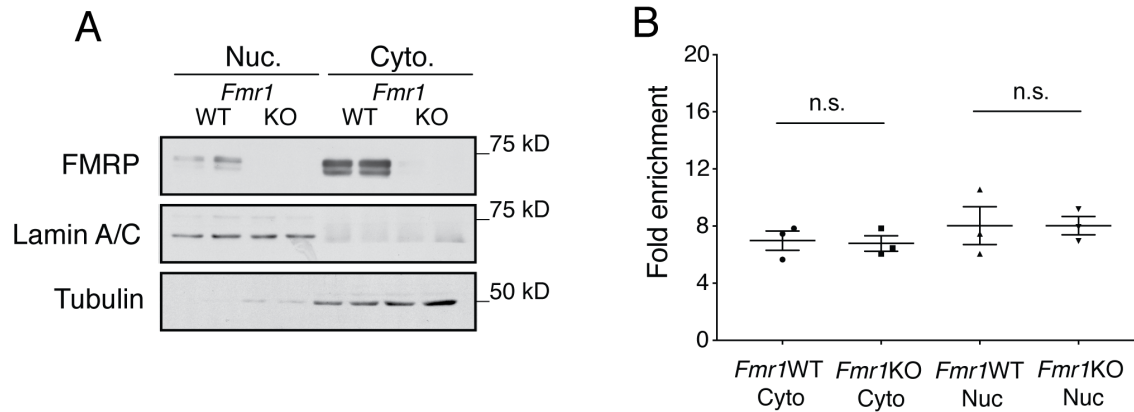 A
Nuc. Cyto.
Fmr1 Fmr1
WT KO WT KO
FMRP
75 kD
Lamin A/C
75 kD
Tubulin
50 kD
B
Fold enrichment
20
16
12
8
4
0
n.s.
n.s.
Fmr1WT Fmr1KO Fmr1WT Fmr1KO
Cyto Cyto Nuc Nuc